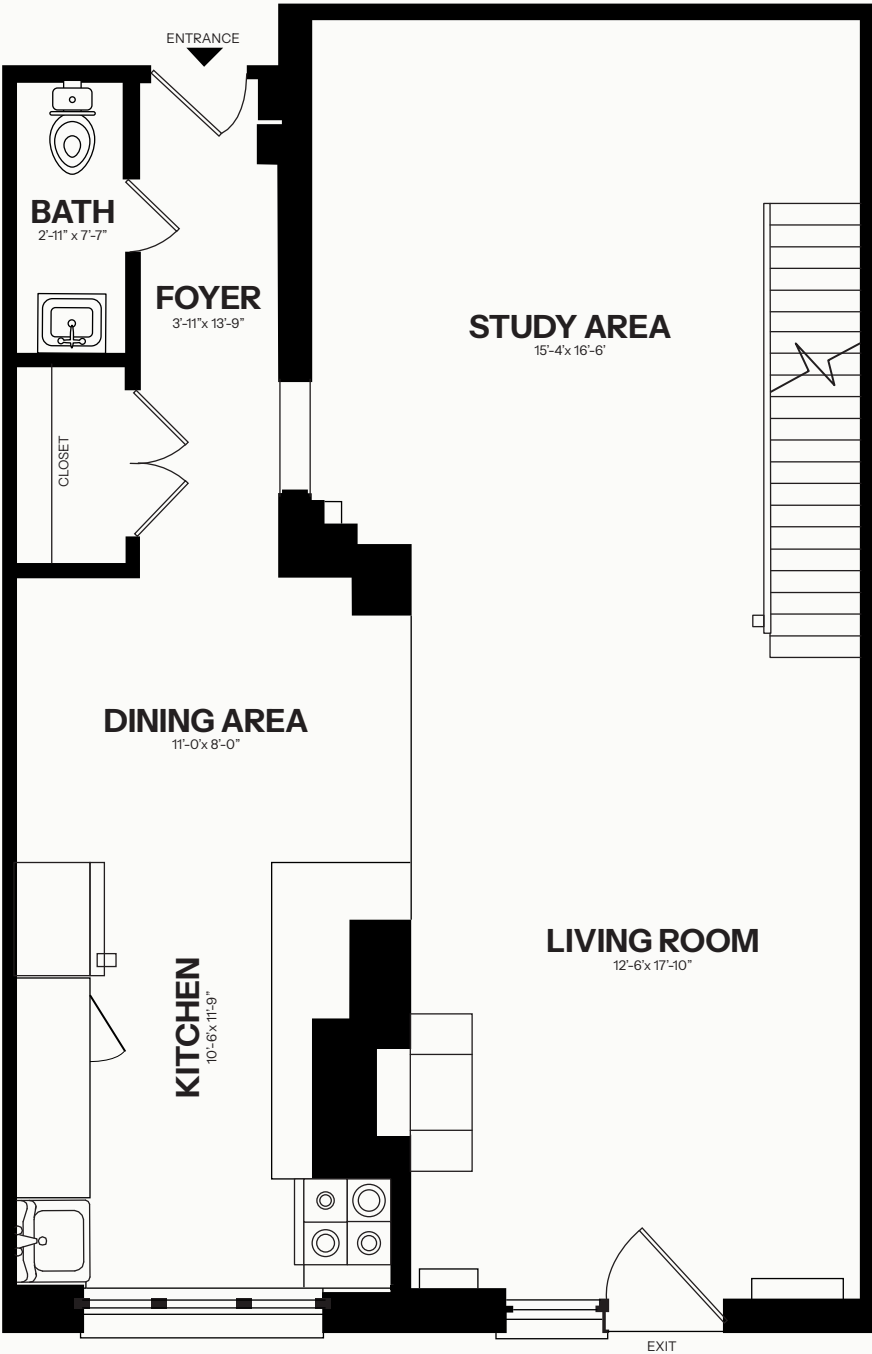 ENTRANCE
BATH
2'-11" x 7'-7"
FOYER
3'-11"x 13'-9"
STUDY AREA
15'-4'x 16'-6'
CLOSET
DINING AREA
11'-0'x 8'-0"
LIVING ROOM
12'-6'x 17'-10"
KITCHEN
10'-6'x 11'-9"
EXIT